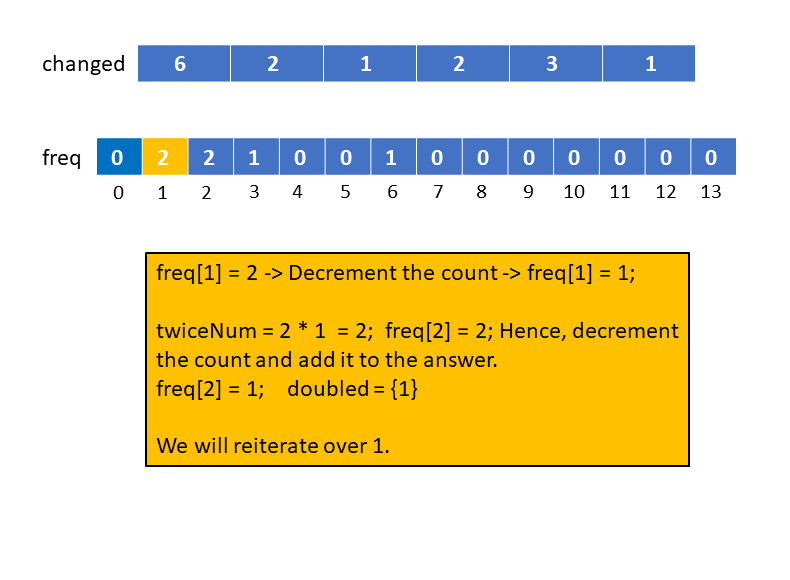 changed 6 2 1 2 3 1
freq 0 2 2 1 0 0 1 0 0 0 0 0 0 0
0 1 2 3 4 5 6 7 8 9 10 11 12 13
freq[1] = 2 -> Decrement the count -> freq[1] = 1;
twiceNum = 2 * 1 = 2; freq[2] = 2; Hence, decrement
the count and add it to the answer.
freq[2] = 1; doubled = {1}
We will reiterate over 1.